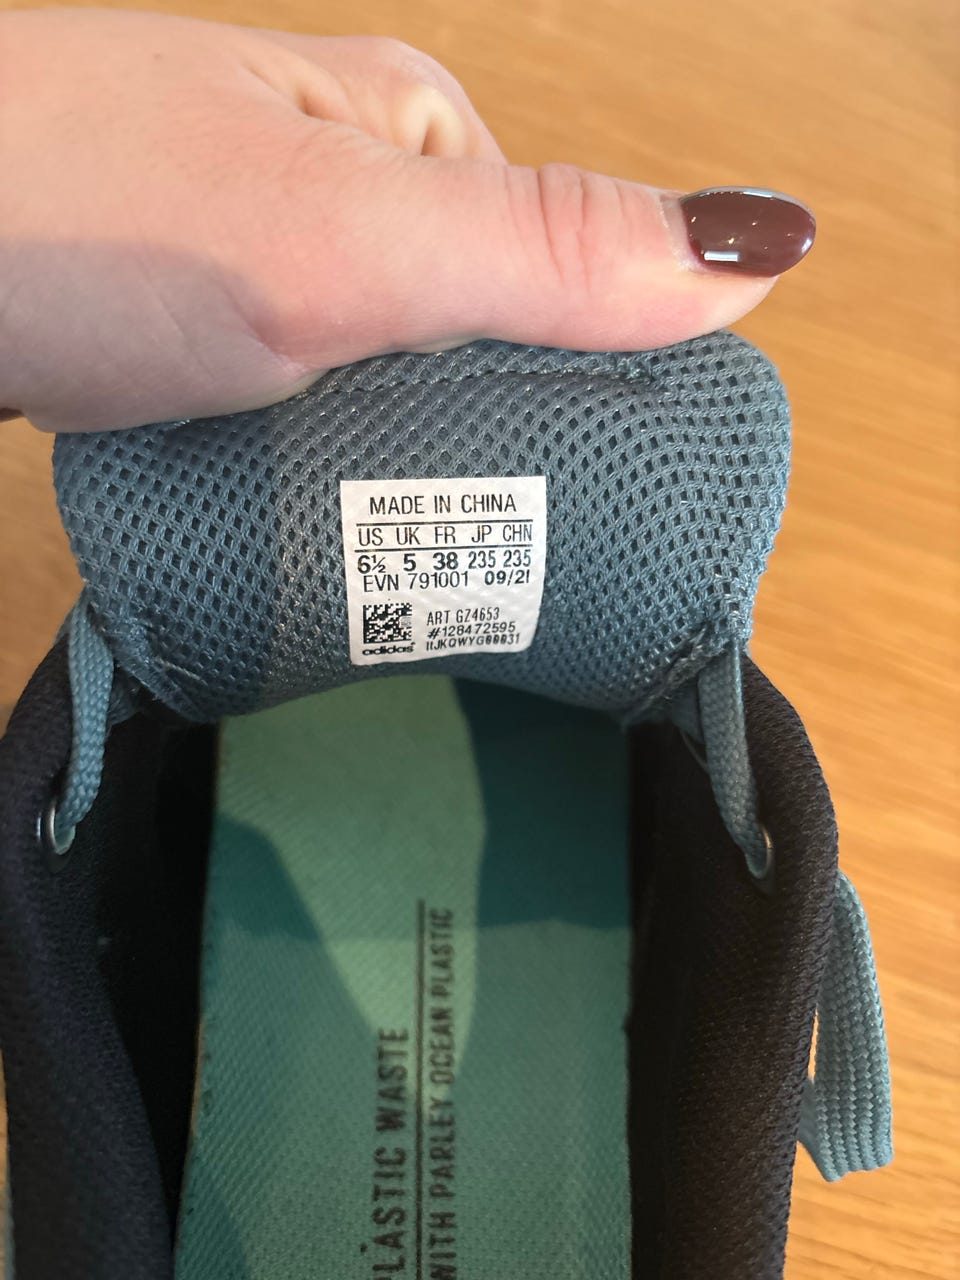 MADE IN CHINA
US UK FR JP CHN
6½ 5 38 235 235
EVN 791001 09/21
ART GZ4653
#128472595
adidas
PLASTIC WASTE
WITH PARLEY OCEAN PLASTIC